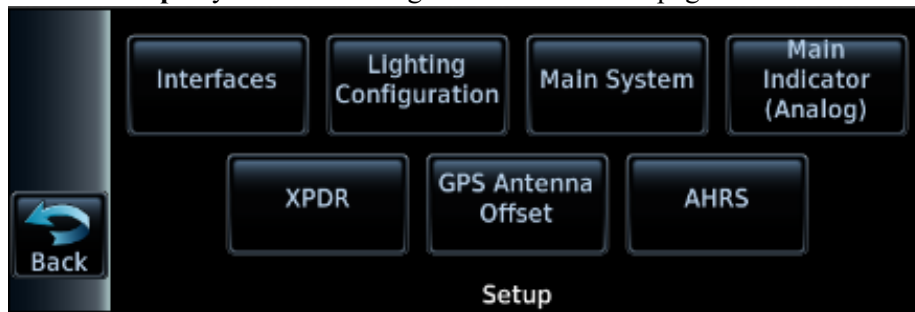 Interfaces
Lighting
Configuration
Main System
Main
Indicator
(Analog)
XPDR
GPS Antenna
Offset
AHRS
Back
Setup